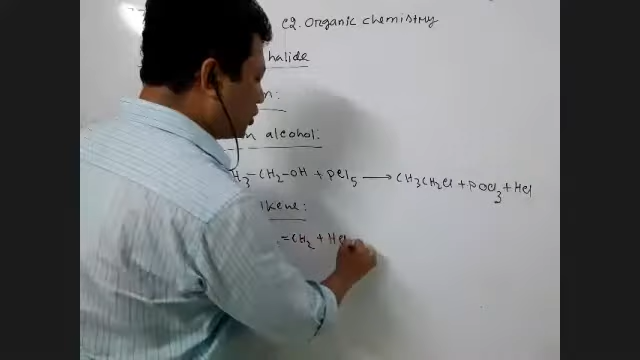 C2. Organic chemistry
halide
n:
m alcohol:
H3-CH2-OH + PCl5 → CH3CH2Cl + POCl3 + HCl
lkene:
=CH2 + HCl